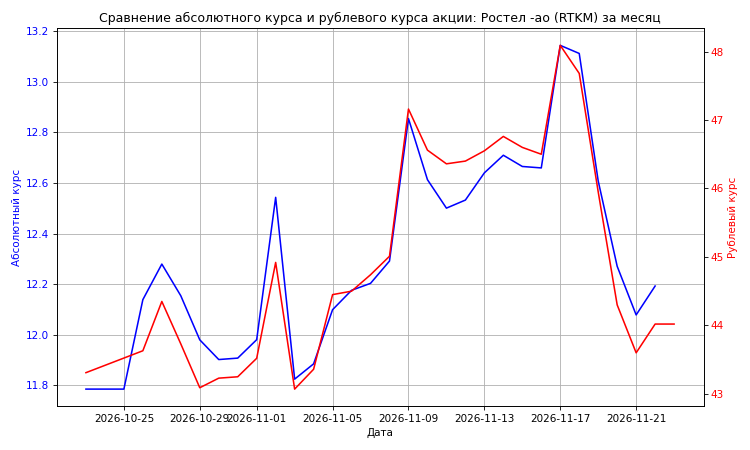 Сравнение абсолютного курса и рублевого курса акции: Ростел -ао (RTKM) за месяц
13.2
13.0
12.8
12.6
12.4
12.2
12.0
11.8
Абсолютный курс
48
47
46
45
44
43
Рублевый курс
2026-10-25 2026-10-29 2026-11-01 2026-11-05 2026-11-09 2026-11-13 2026-11-17 2026-11-21
Дата